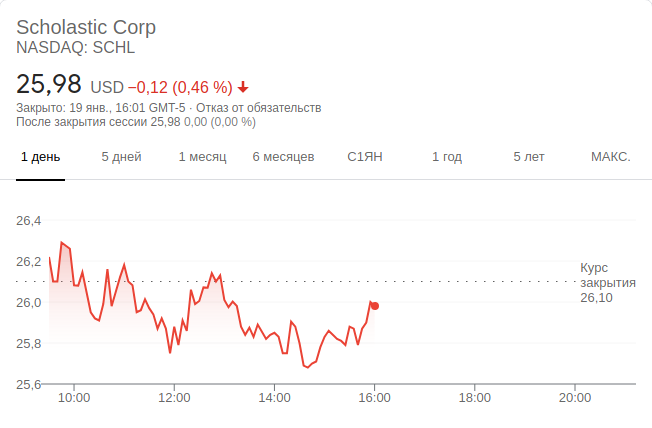 Scholastic Corp
NASDAQ: SCHL
25,98 USD −0,12 (0,46 %)
Закрыто: 19 янв., 16:01 GMT-5 · Отказ от обязательств
После закрытия сессии 25,98 0,00 (0,00 %)
1 день 5 дней 1 месяц 6 месяцев С1ЯН 1 год 5 лет МАКС.
26,4
26,2
26,0
25,8
25,6
Курс
закрытия
26,10
10:00 12:00 14:00 16:00 18:00 20:00